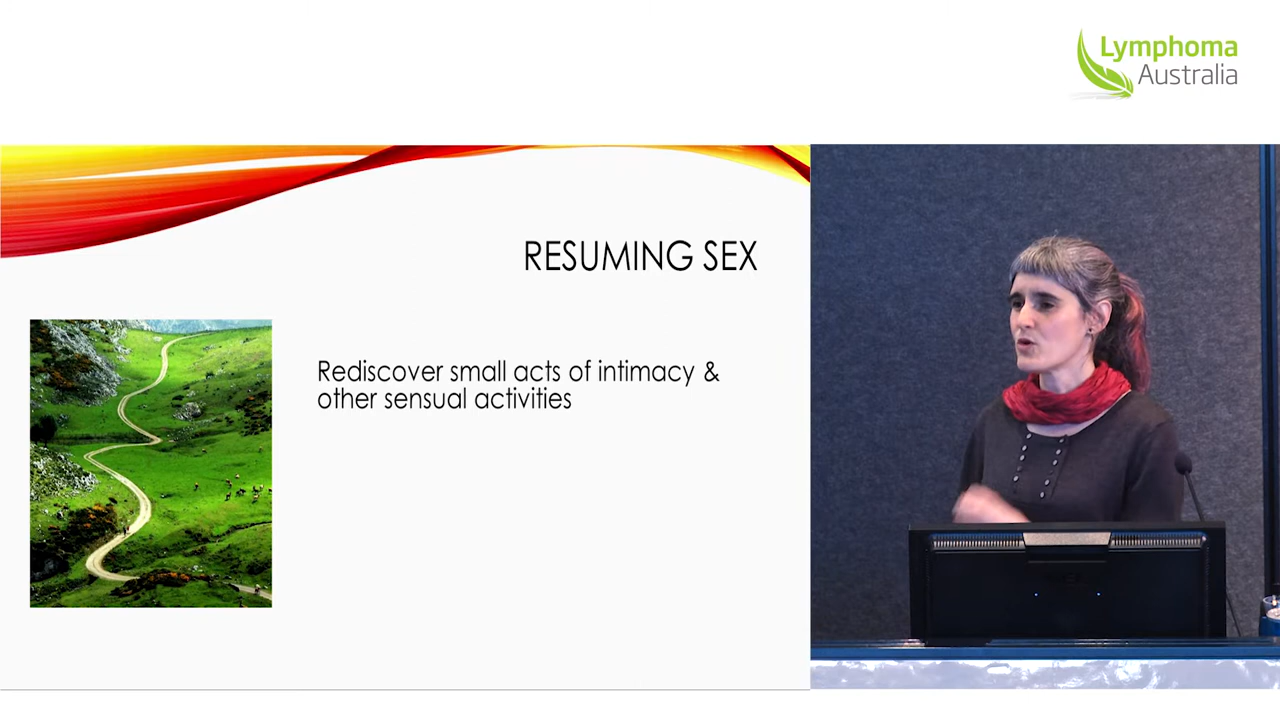 Lymphoma
Australia
RESUMING SEX
Rediscover small acts of intimacy &
other sensual activities